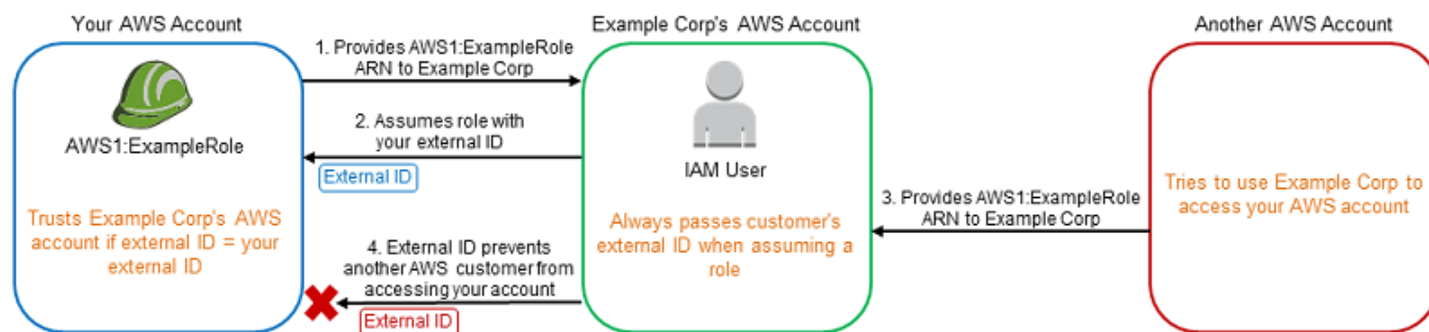 Your AWS Account
Example Corp's AWS Account
Another AWS Account
1. Provides AWS1:ExampleRole
ARN to Example Corp
AWS1:ExampleRole
2. Assumes role with
your external ID
External ID
IAM User
Trusts Example Corp's AWS
account if external ID = your
external ID
Always passes customer's
external ID when assuming a
role
3. Provides AWS1:ExampleRole
ARN to Example Corp
Tries to use Example Corp to
access your AWS account
4. External ID prevents
another AWS customer from
accessing your account
External ID